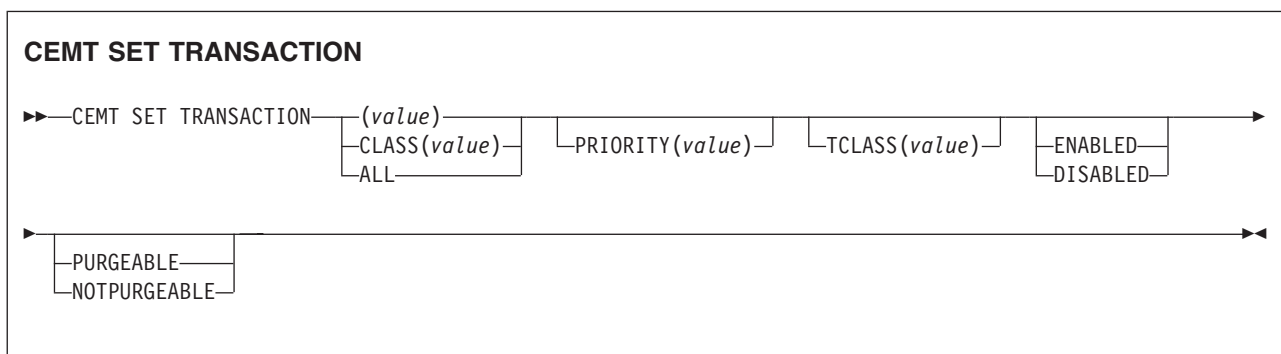 CEMT SET TRANSACTION
CEMT SET TRANSACTION (value) PRIORITY(value) TCLASS(value) ENABLED
CLASS(value) DISABLED
ALL
PURGEABLE
NOTPURGEABLE